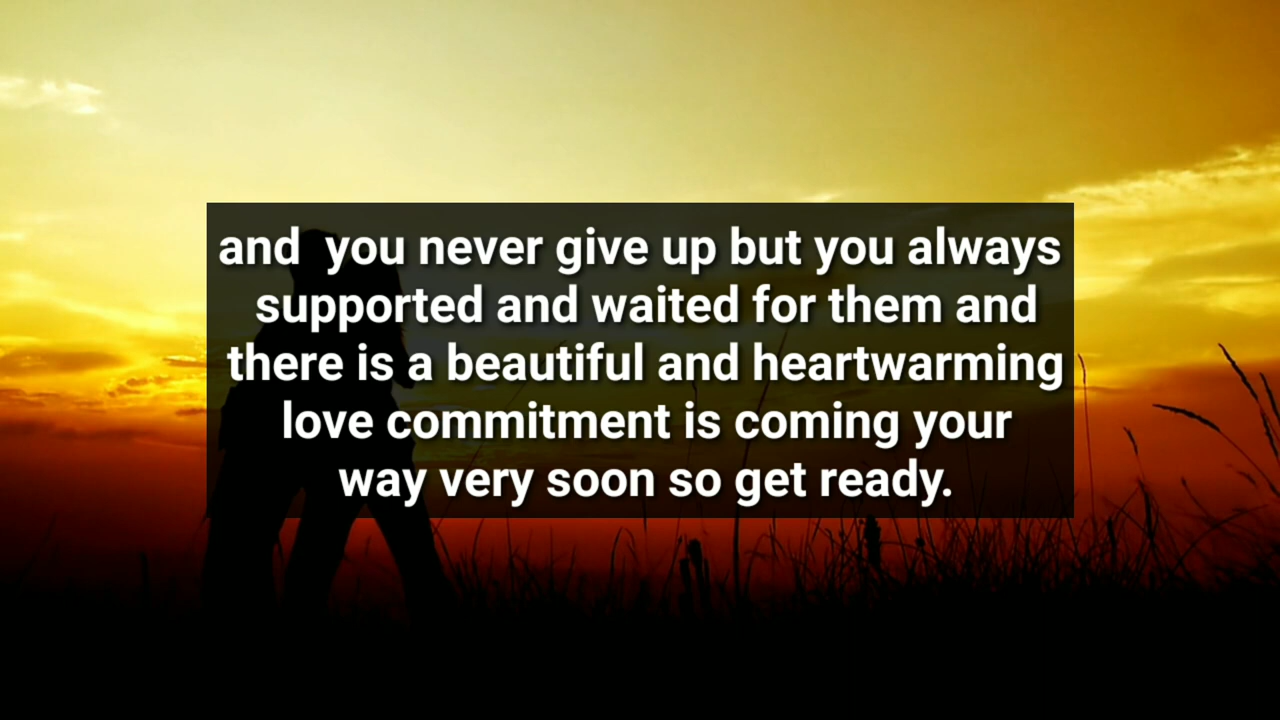 and  you never give up but you always
supported and waited for them and
there is a beautiful and heartwarming
love commitment is coming your
way very soon so get ready.